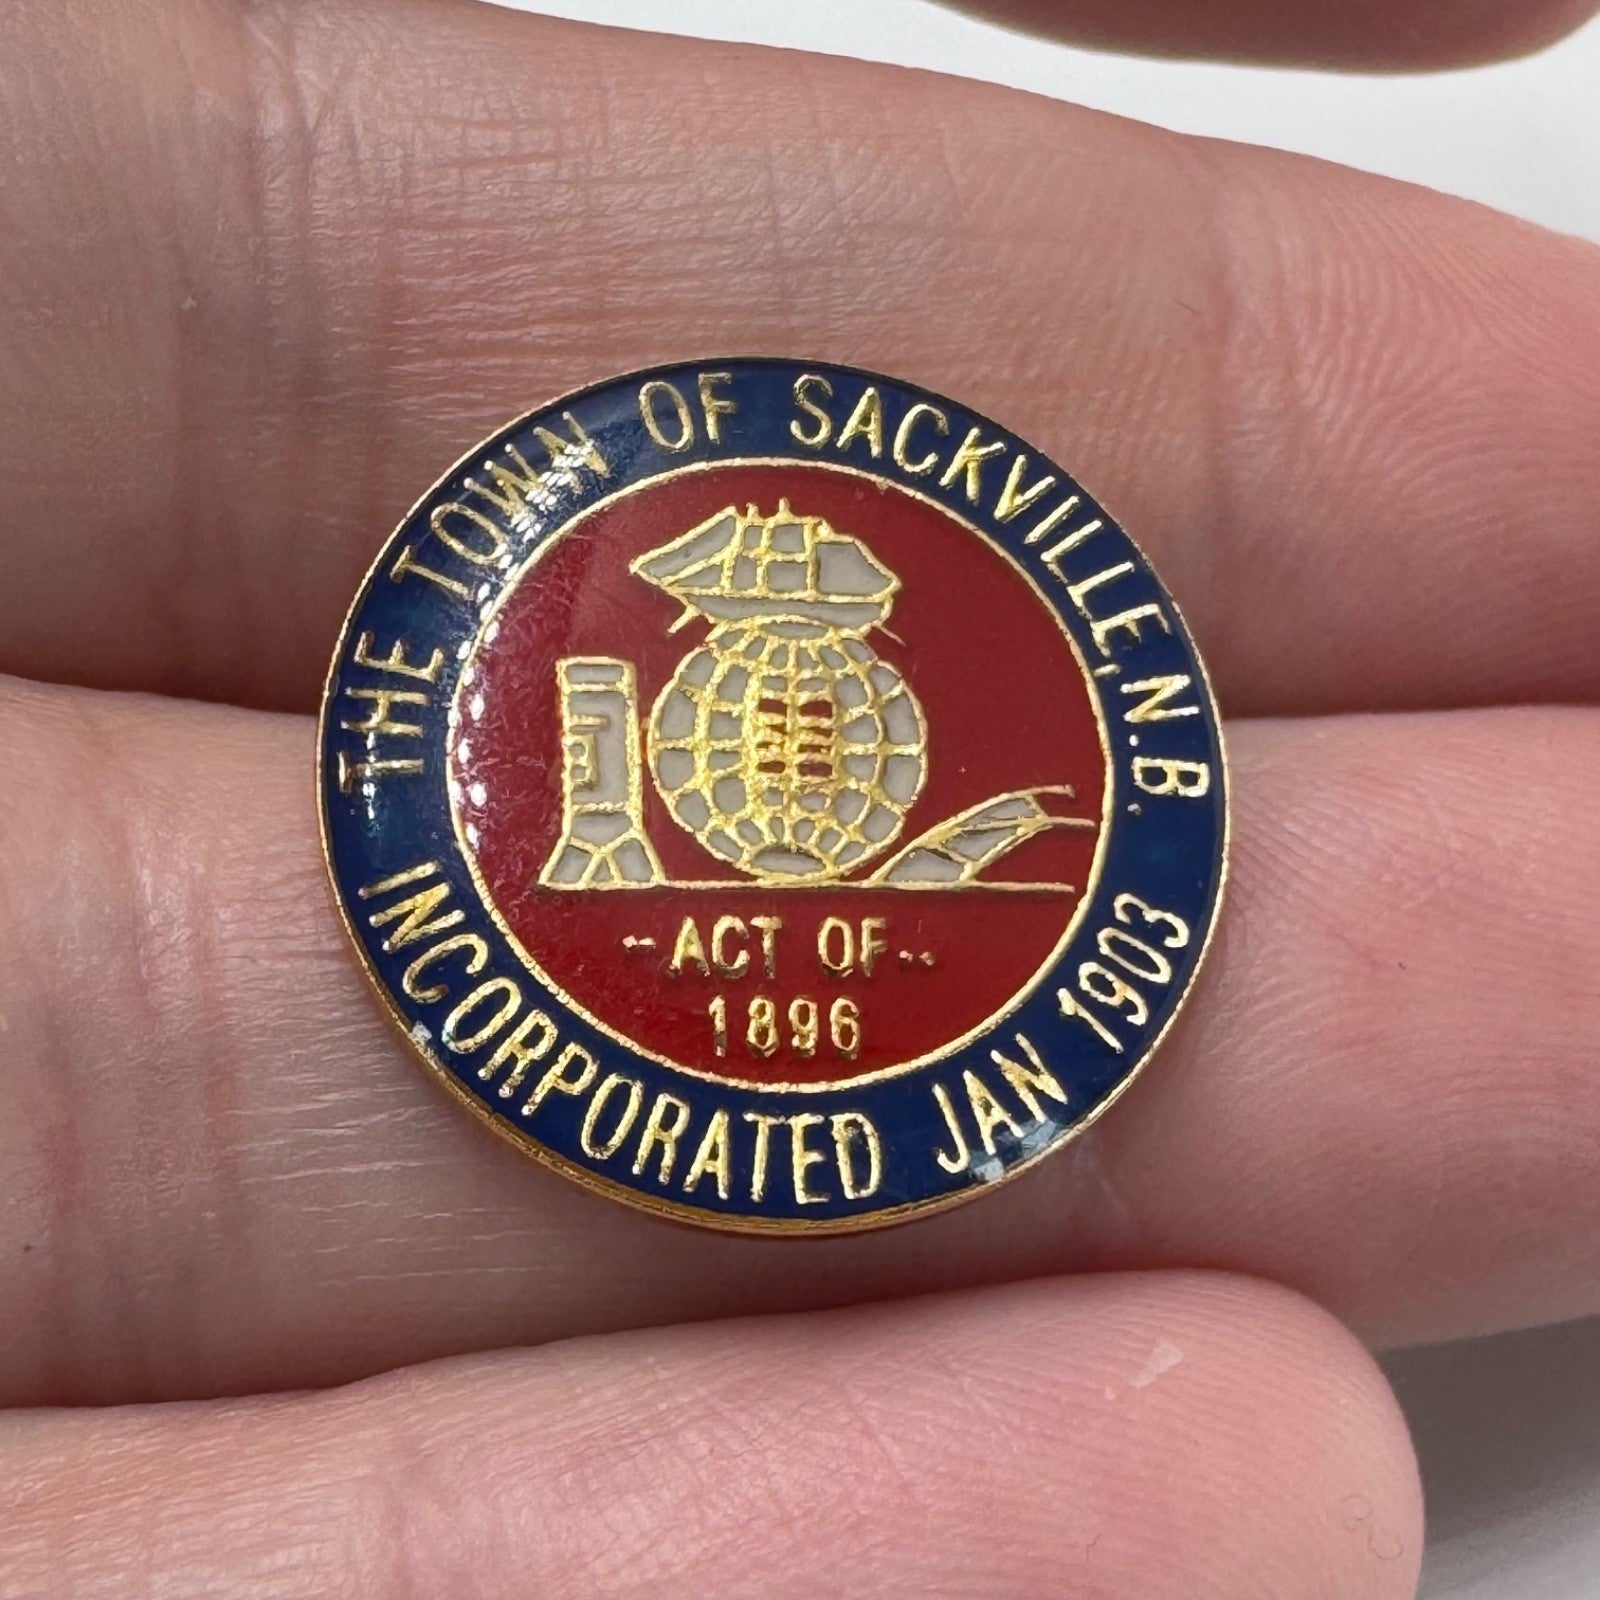 THE TOWN OF SACKVILLE, N.B.
-- ACT OF --
1896
INCORPORATED JAN 1903